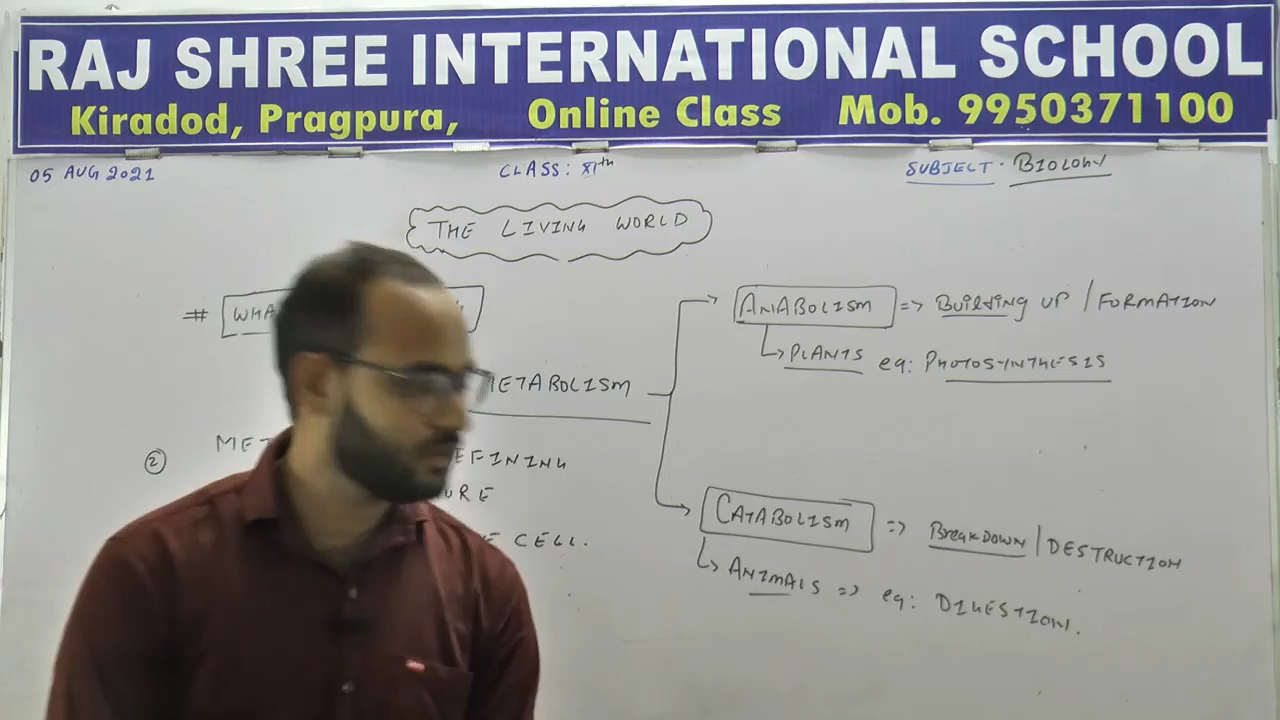 RAJ SHREE INTERNATIONAL SCHOOL
Kiradod, Pragpura, Online Class Mob. 9950371100
05 AUG 2021 CLASS: XIth SUBJECT · BIOLOGY
THE LIVING WORLD
#
ANABOLISM => Building UP / FORMATION
PLANTS eg: PHOTOSYNTHESIS
METABOLISM
②
CATABOLISM => BreakDOWN / DESTRUCTION
CELL.
ANIMALS => eg: DIGESTION.